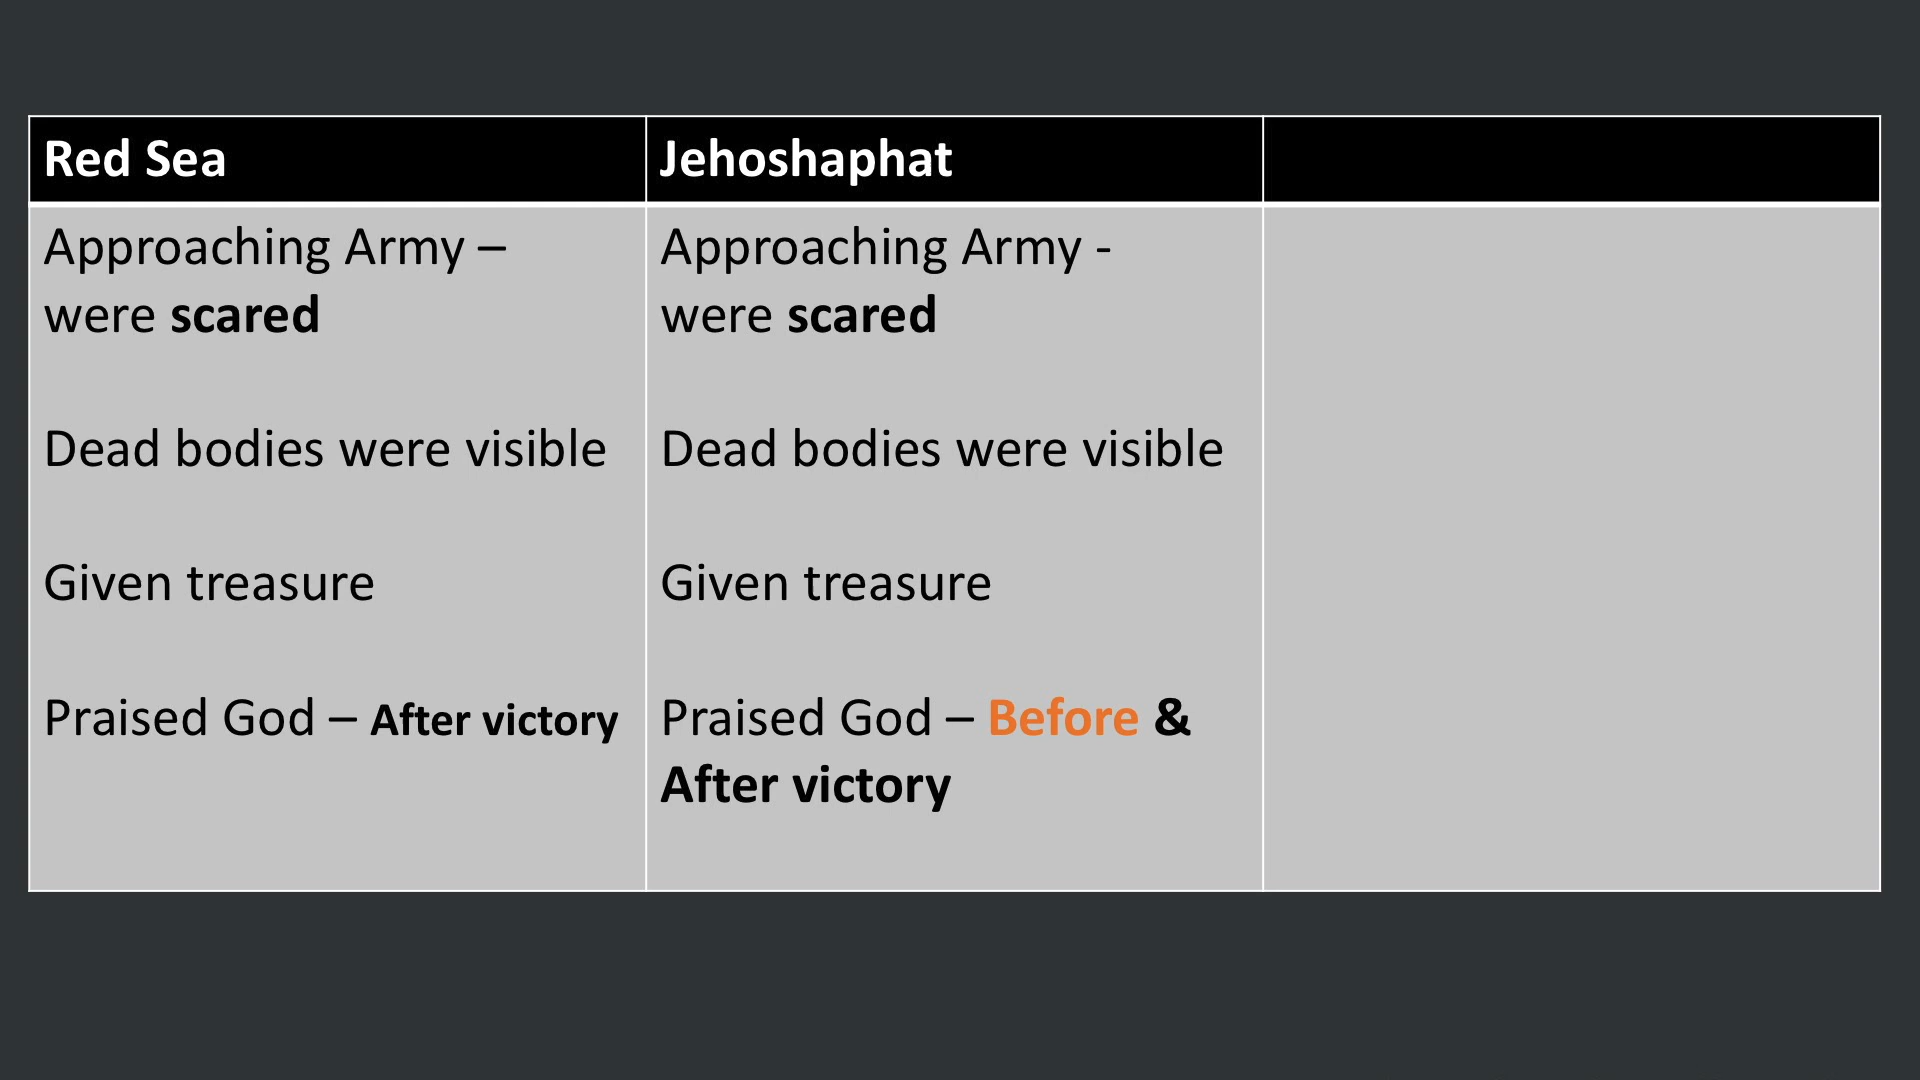 Red Sea
Approaching Army –
were scared
Dead bodies were visible
Given treasure
Praised God – After victory
Jehoshaphat
Approaching Army -
were scared
Dead bodies were visible
Given treasure
Praised God – Before &
After victory